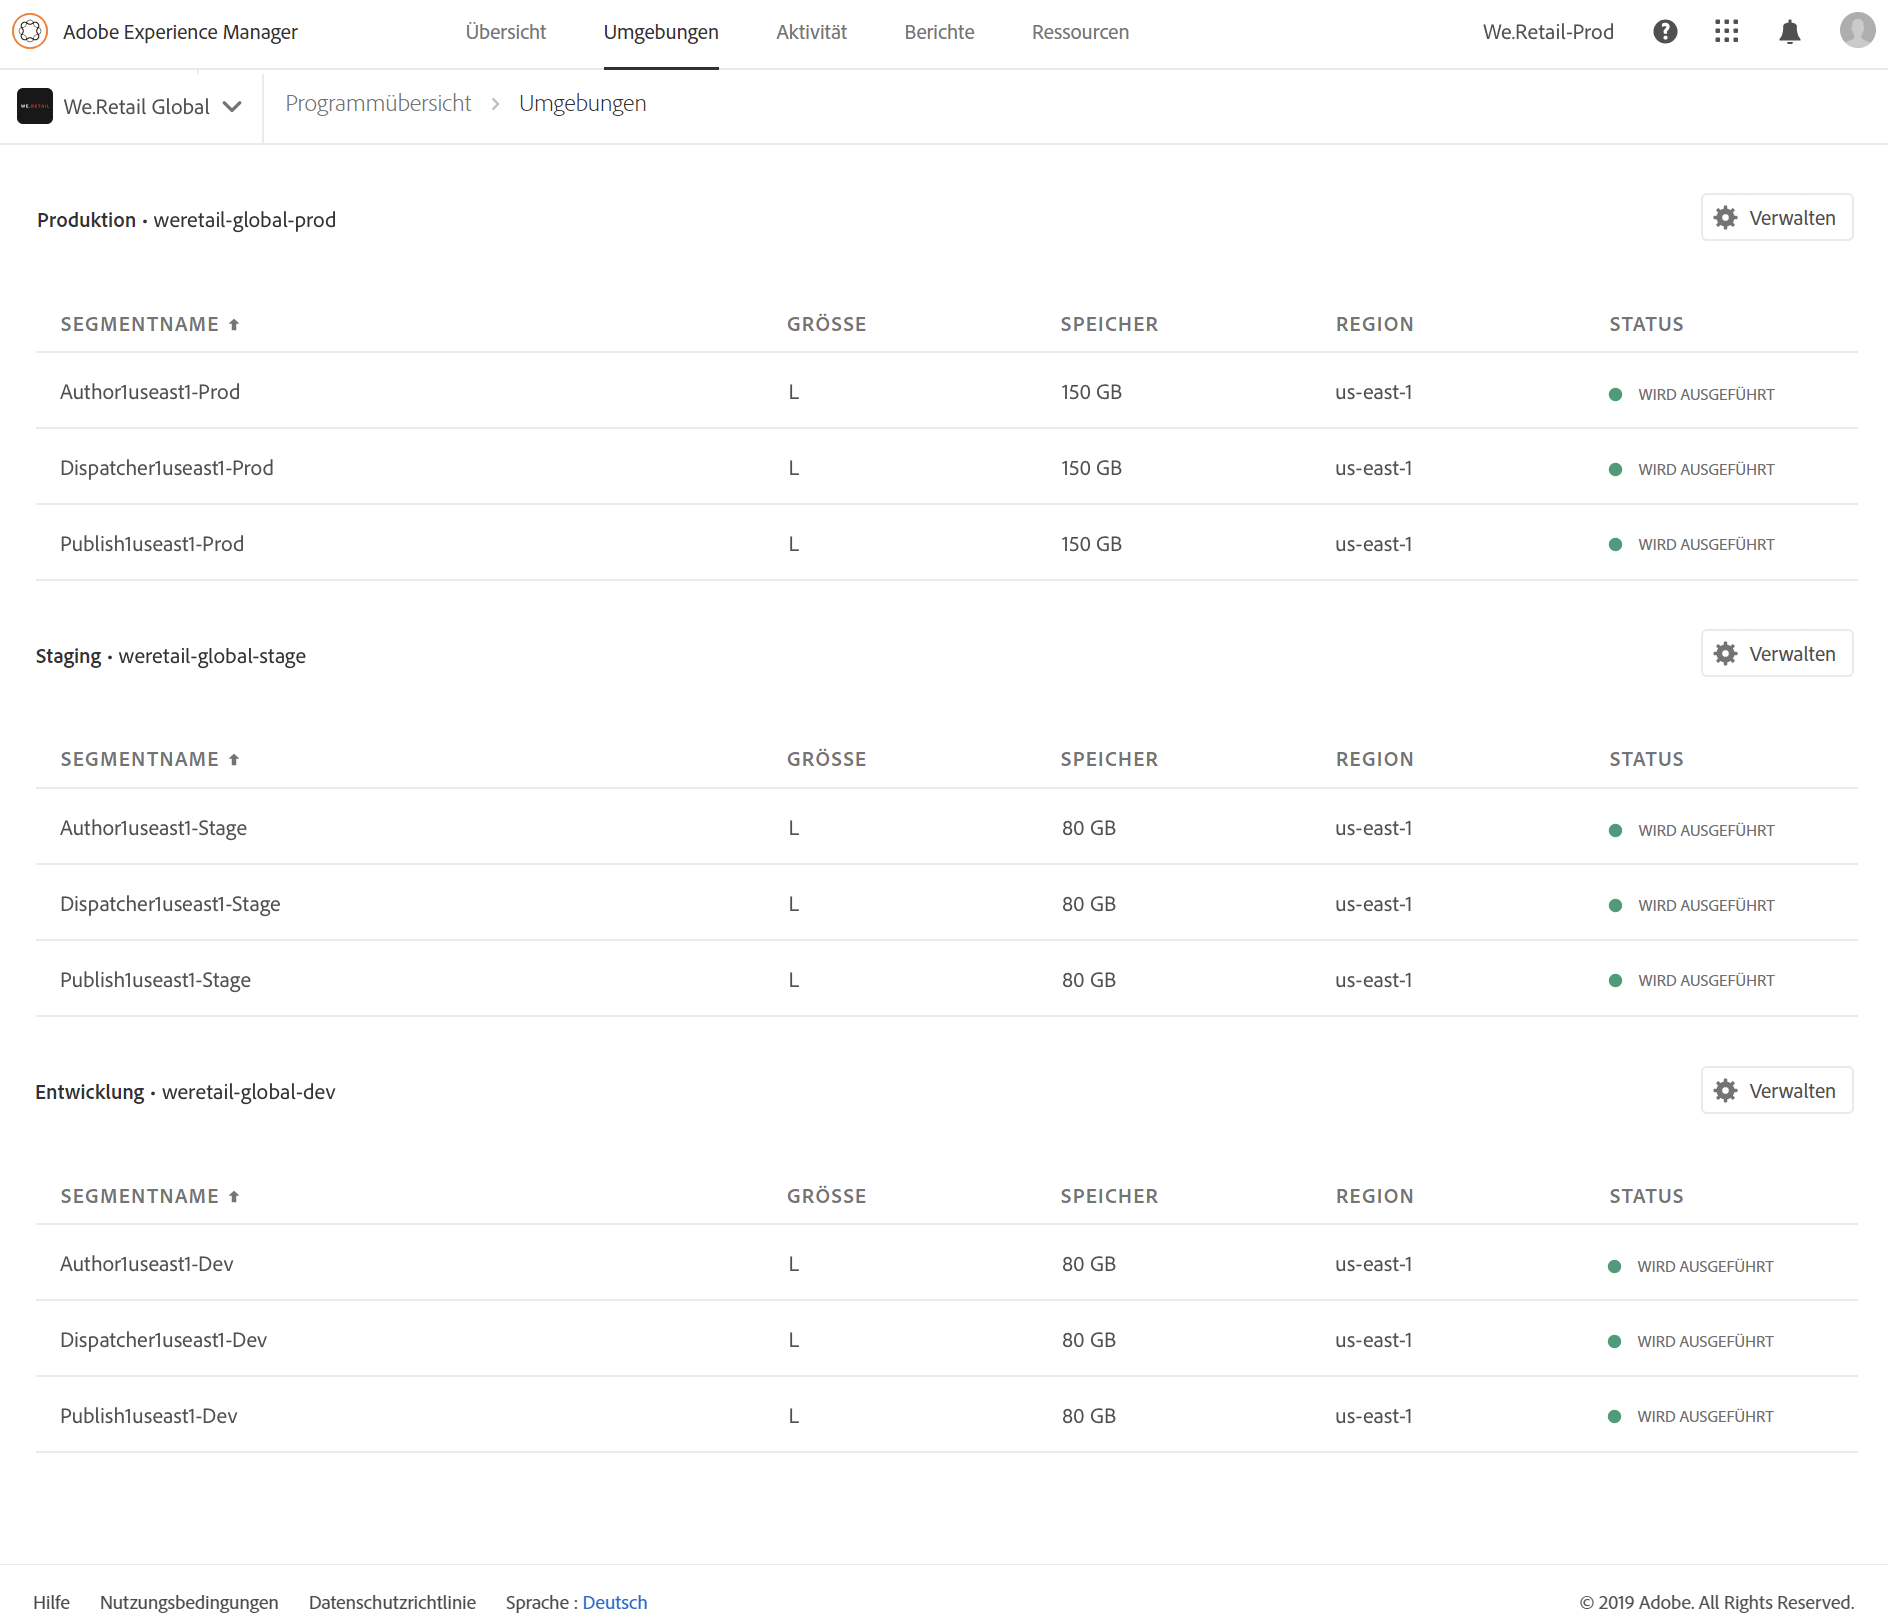 Adobe Experience Manager Übersicht Umgebungen Aktivität Berichte Ressourcen We.Retail-Prod
WE.RETAIL We.Retail Global Programmübersicht > Umgebungen
Produktion • weretail-global-prod Verwalten
SEGMENTNAME GRÖSSE SPEICHER REGION STATUS
Author1useast1-Prod L 150 GB us-east-1 WIRD AUSGEFÜHRT
Dispatcher1useast1-Prod L 150 GB us-east-1 WIRD AUSGEFÜHRT
Publish1useast1-Prod L 150 GB us-east-1 WIRD AUSGEFÜHRT
Staging • weretail-global-stage Verwalten
SEGMENTNAME GRÖSSE SPEICHER REGION STATUS
Author1useast1-Stage L 80 GB us-east-1 WIRD AUSGEFÜHRT
Dispatcher1useast1-Stage L 80 GB us-east-1 WIRD AUSGEFÜHRT
Publish1useast1-Stage L 80 GB us-east-1 WIRD AUSGEFÜHRT
Entwicklung • weretail-global-dev Verwalten
SEGMENTNAME GRÖSSE SPEICHER REGION STATUS
Author1useast1-Dev L 80 GB us-east-1 WIRD AUSGEFÜHRT
Dispatcher1useast1-Dev L 80 GB us-east-1 WIRD AUSGEFÜHRT
Publish1useast1-Dev L 80 GB us-east-1 WIRD AUSGEFÜHRT
Hilfe Nutzungsbedingungen Datenschutzrichtlinie Sprache : Deutsch © 2019 Adobe. All Rights Reserved.